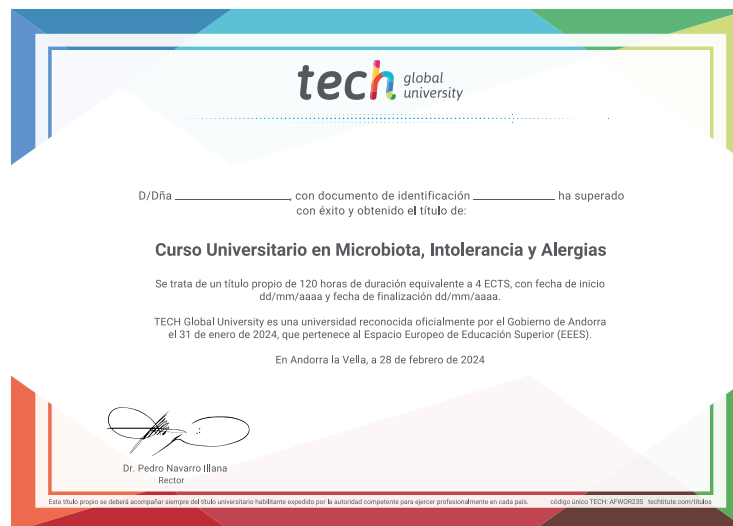 tech global university
D/Dña ________________, con documento de identificación ____________ ha superado
con éxito y obtenido el título de:
Curso Universitario en Microbiota, Intolerancia y Alergias
Se trata de un título propio de 120 horas de duración equivalente a 4 ECTS, con fecha de inicio
dd/mm/aaaa y fecha de finalización dd/mm/aaaa.
TECH Global University es una universidad reconocida oficialmente por el Gobierno de Andorra
el 31 de enero de 2024, que pertenece al Espacio Europeo de Educación Superior (EEES).
En Andorra la Vella, a 28 de febrero de 2024
Dr. Pedro Navarro Illana
Rector
Este título propio se deberá acompañar siempre del título universitario habilitante expedido por la autoridad competente para ejercer profesionalmente en cada país. código único TECH: AFWOR23S techtitute.com/titulos